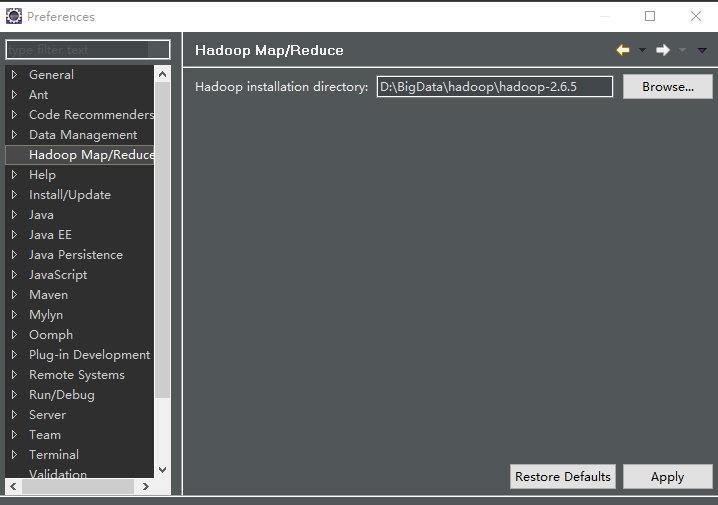 Preferences
type filter text
General
Ant
Code Recommenders
Data Management
Hadoop Map/Reduce
Help
Install/Update
Java
Java EE
Java Persistence
JavaScript
Maven
Mylyn
Oomph
Plug-in Development
Remote Systems
Run/Debug
Server
Team
Terminal
Validation
Hadoop Map/Reduce
Hadoop installation directory: D:\BigData\hadoop\hadoop-2.6.5 Browse...
Restore Defaults Apply